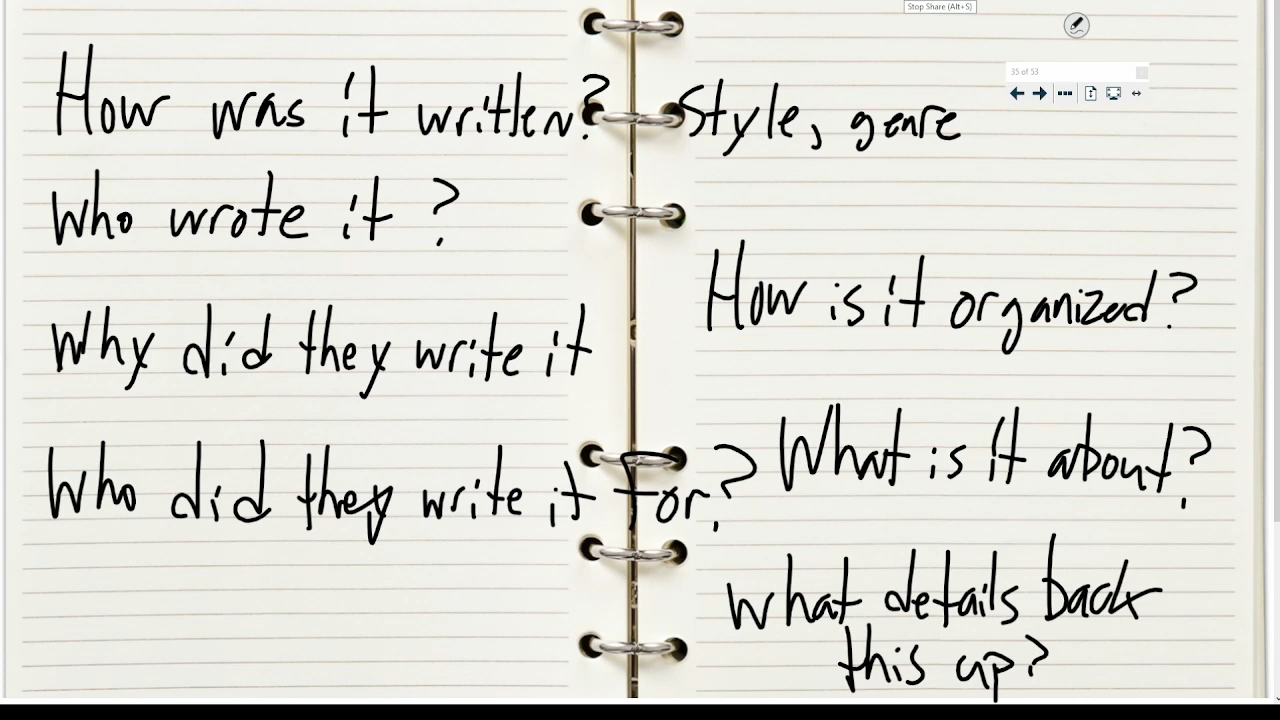 Stop Share (Alt+S)
35 of 53
How was it written? Style, genre
Who wrote it ?
Why did they write it
Who did they write it for?
How is it organized?
What is it about?
what details back
this up?